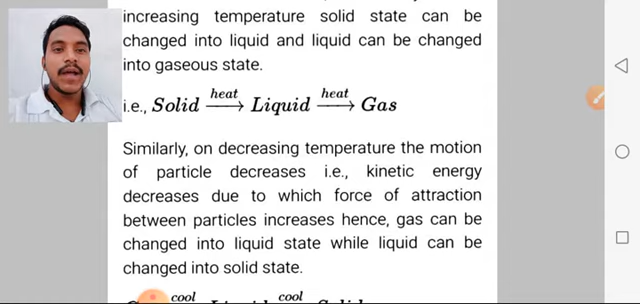 increasing temperature solid state can be
changed into liquid and liquid can be changed
into gaseous state.
i.e., Solid heat⟶ Liquid heat⟶ Gas
Similarly, on decreasing temperature the motion
of particle decreases i.e., kinetic energy
decreases due to which force of attraction
between particles increases hence, gas can be
changed into liquid state while liquid can be
changed into solid state.
cool cool